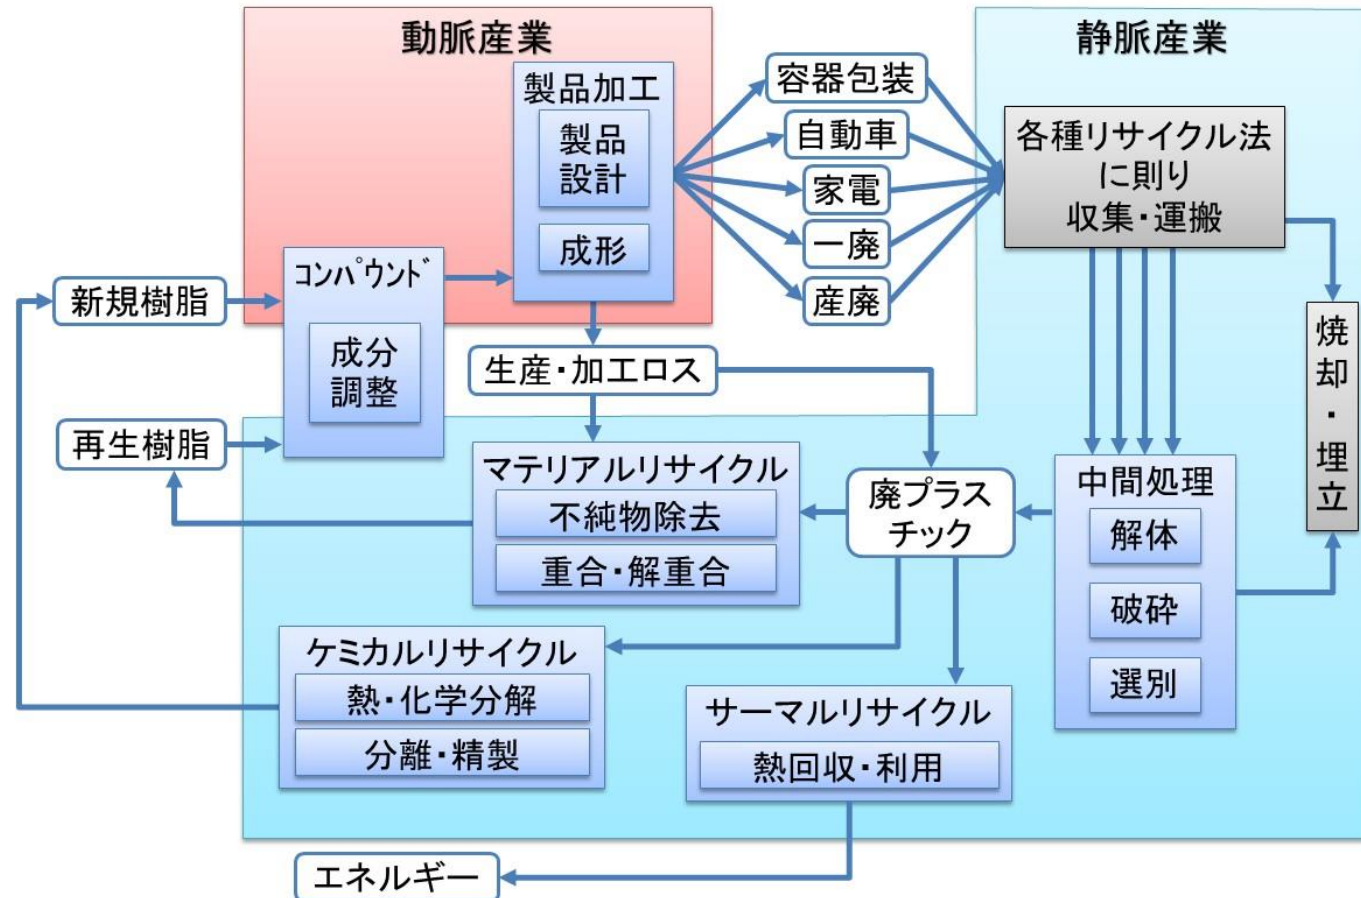 動脈産業
静脈産業
製品加工
製品
設計
成形
容器包装
自動車
家電
一廃
産廃
各種リサイクル法
に則り
収集・運搬
新規樹脂
ｺﾝﾊﾟｳﾝﾄﾞ
成分
調整
再生樹脂
生産・加工ロス
焼却・埋立
マテリアルリサイクル
不純物除去
重合・解重合
廃プラス
チック
中間処理
解体
破砕
選別
ケミカルリサイクル
熱・化学分解
分離・精製
サーマルリサイクル
熱回収・利用
エネルギー